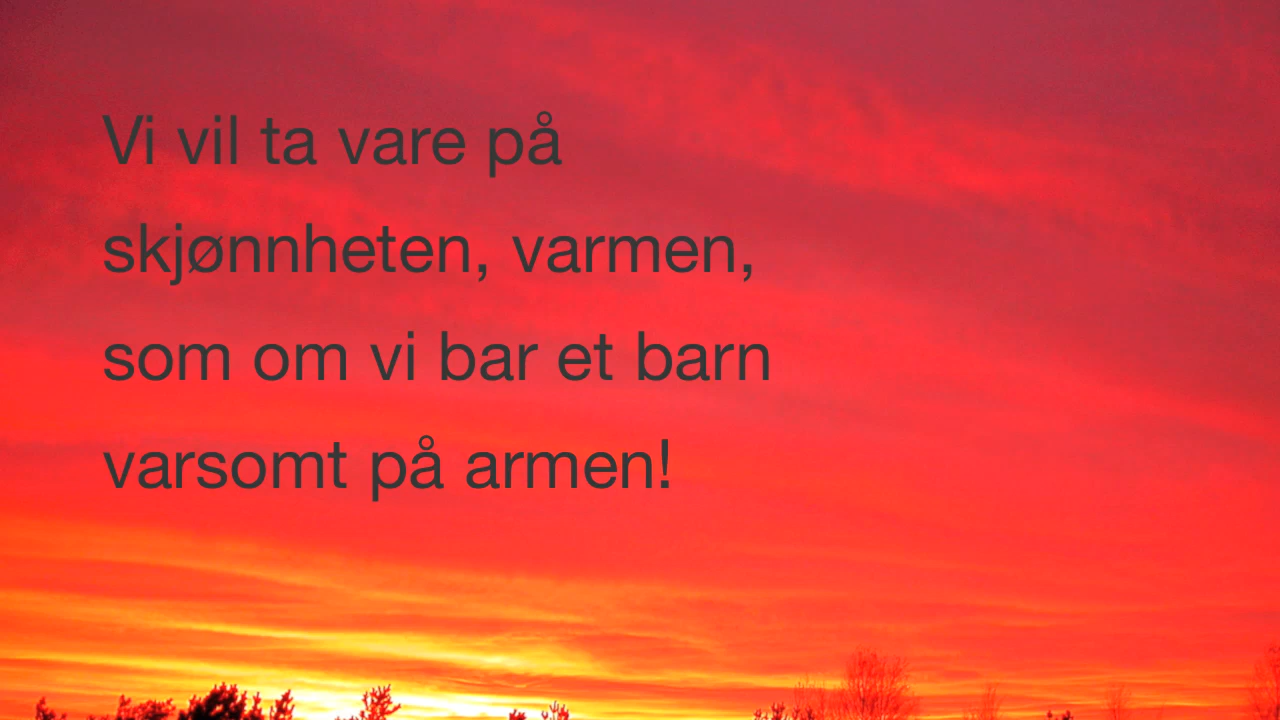 Vi vil ta vare på
skjønnheten, varmen,
som om vi bar et barn
varsomt på armen!